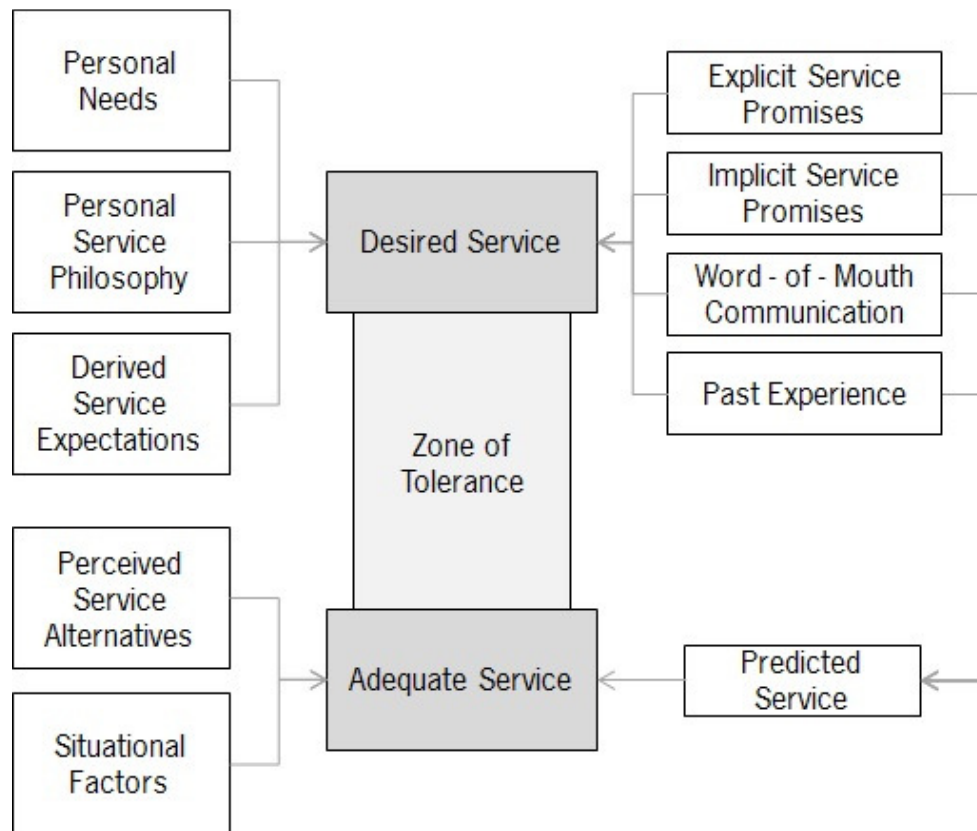 Personal
Needs
Personal
Service
Philosophy
Derived
Service
Expectations
Perceived
Service
Alternatives
Situational
Factors
Desired Service
Zone of
Tolerance
Adequate Service
Explicit Service
Promises
Implicit Service
Promises
Word - of - Mouth
Communication
Past Experience
Predicted
Service